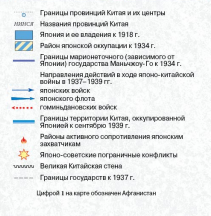 Границы провинций Китая и их центры
Названия провинций Китая
Япония и ее владения к 1918 г.
Район японской оккупации к 1934 г.
Границы марионеточного (зависимого от
Японии) государства Маньчжоу-Го к 1934 г.
Направления действий в ходе японо-китайской
войны в 1937–1939 гг.
японских войск
японского флота
гоминьдановских войск
Границы территории Китая, оккупированной
Японией к сентябрю 1939 г.
Районы активного сопротивления японским
захватчикам
Японо-советские пограничные конфликты
Великая Китайская стена
Границы государств к 1937 г.
Цифрой 1 на карте обозначен Афганистан